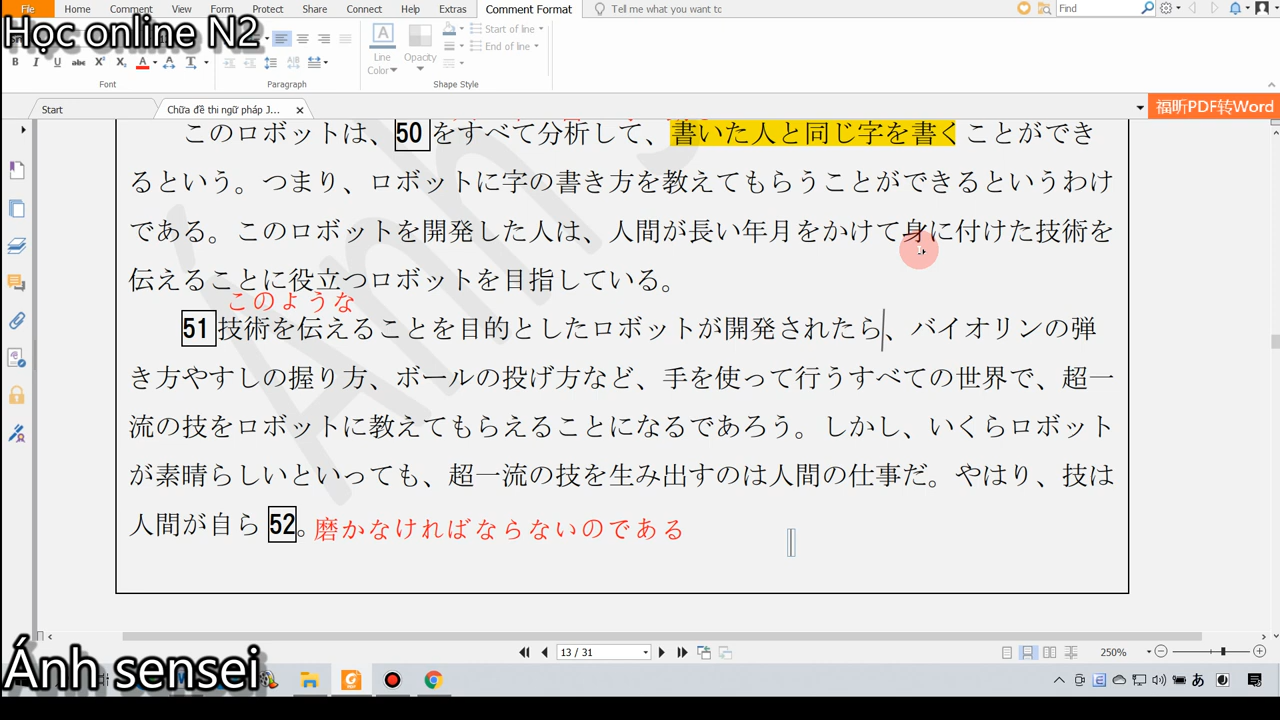 File Home Comment View Form Protect Connect Help Extras Comment Format Tell me what you want tc Find
Học online N2
Line Color
Opacity
Start of line
End of line
Font Paragraph Shape Style
Start Chữa đề thi ngữ pháp J... 福昕PDF转Word
このロボットは、50をすべて分析して、書いた人と同じ字を書くことができ
るという。つまり、ロボットに字の書き方を教えてもらうことができるというわけ
である。このロボットを開発した人は、人間が長い年月をかけて身に付けた技術を
伝えることに役立つロボットを目指している。
このような
51技術を伝えることを目的としたロボットが開発されたら、バイオリンの弾
き方やすしの握り方、ボールの投げ方など、手を使って行うすべての世界で、超一
流の技をロボットに教えてもらえることになるであろう。しかし、いくらロボット
が素晴らしいといっても、超一流の技を生み出すのは人間の仕事だ。やはり、技は
人間が自ら52。磨かなければならないのである
13 / 31 250%
Ánh sensei
あ